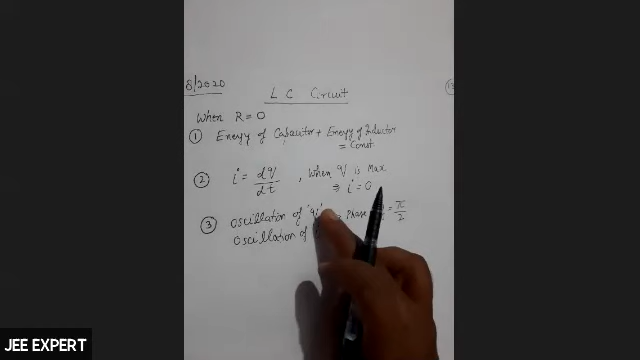 8/2020
L C Circuit
When R = 0
① Energy of Capacitor + Energy of Inductor
= Const
② i = dq/dt , When q is Max
⇒ i = 0
③ Oscillation of 'q' Phase = π/2
Oscillation of
JEE EXPERT